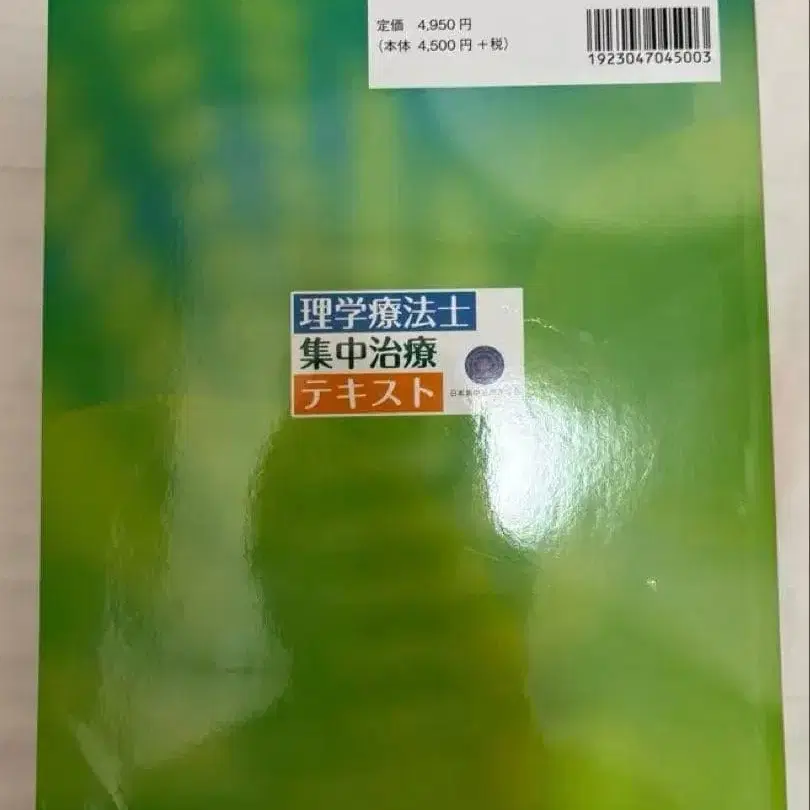 定価 4,950円
(本体 4,500円+税)
1923047045003
理学療法士
集中治療
テキスト